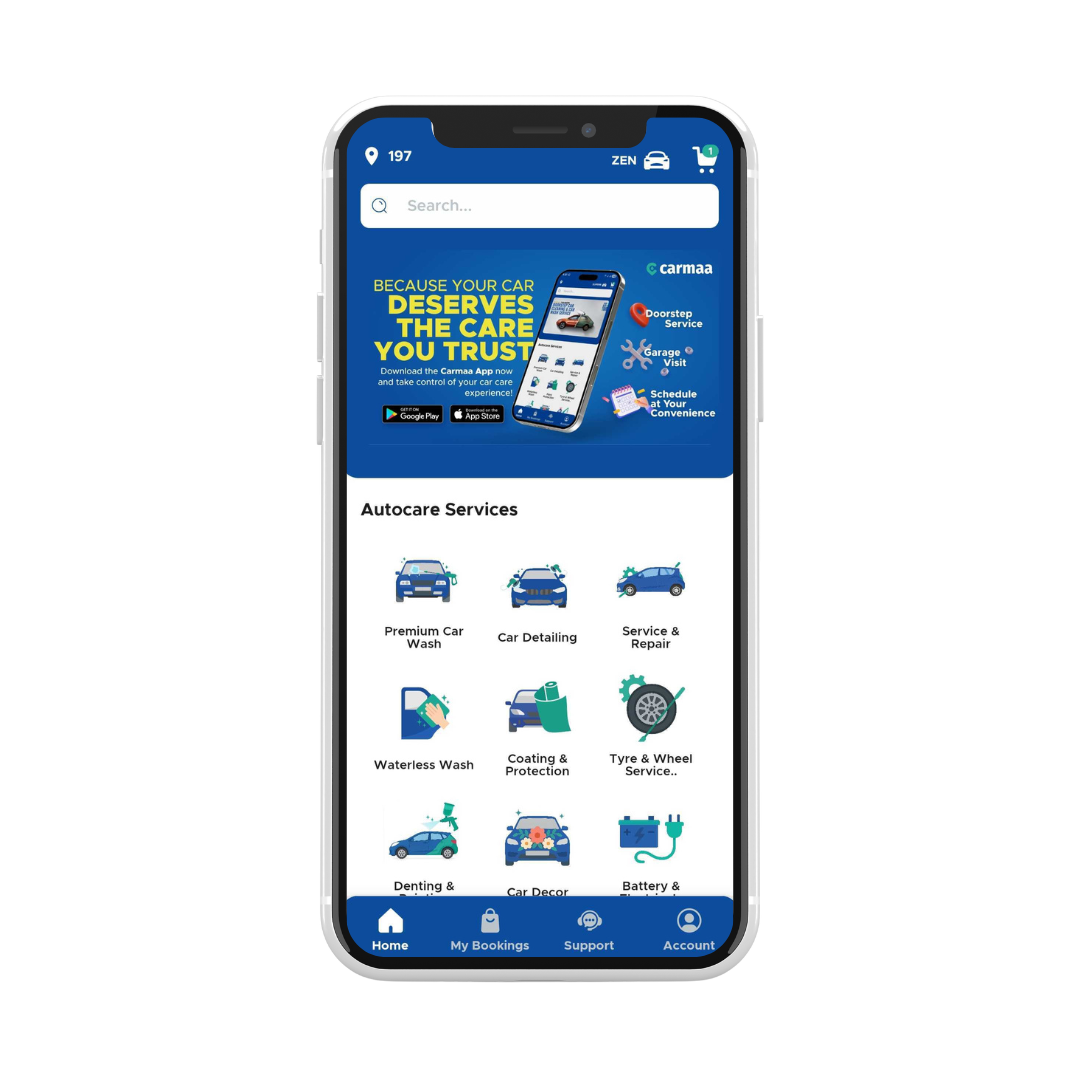 197
ZEN
1
Search...
carmaa
BECAUSE YOUR CAR
DESERVES
THE CARE
YOU TRUST
Download the Carmaa App now
and take control of your car care
experience!
GET IT ON
Google Play
Download on the
App Store
Doorstep
Service
Garage
Visit
Schedule
at Your
Convenience
Autocare Services
Premium Car
Wash
Car Detailing
Service &
Repair
Waterless Wash
Coating &
Protection
Tyre & Wheel
Service..
Denting &
Car Decor
Battery &
Home
My Bookings
Support
Account